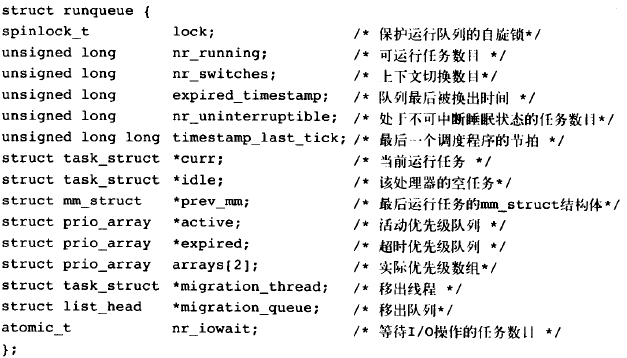 struct runqueue {
spinlock_t lock; /* 保护运行队列的自旋锁*/
unsigned long nr_running; /* 可运行任务数目 */
unsigned long nr_switches; /* 上下文切换数目*/
unsigned long expired_timestamp; /* 队列最后被换出时间 */
unsigned long nr_uninterruptible; /* 处于不可中断睡眠状态的任务数目*/
unsigned long long timestamp_last_tick; /* 最后一个调度程序的节拍 */
struct task_struct *curr; /* 当前运行任务 */
struct task_struct *idle; /* 该处理器的空任务*/
struct mm_struct *prev_mm; /* 最后运行任务的mm_struct结构体*/
struct prio_array *active; /* 活动优先级队列 */
struct prio_array *expired; /* 超时优先级队列 */
struct prio_array arrays[2]; /* 实际优先级数组*/
struct task_struct *migration_thread; /* 移出线程 */
struct list_head *migration_queue; /* 移出队列*/
atomic_t nr_iowait; /* 等待I/O操作的任务数目 */
};